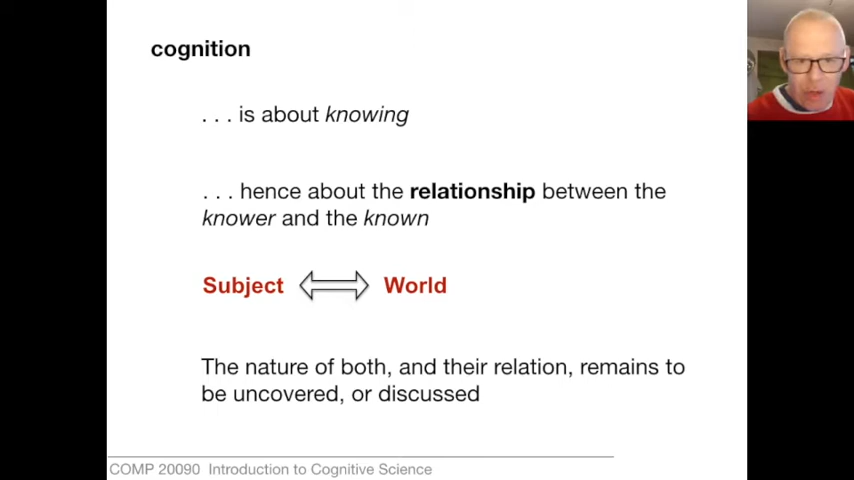 cognition
. . . is about knowing
. . . hence about the relationship between the
knower and the known
Subject World
The nature of both, and their relation, remains to
be uncovered, or discussed
COMP 20090 Introduction to Cognitive Science